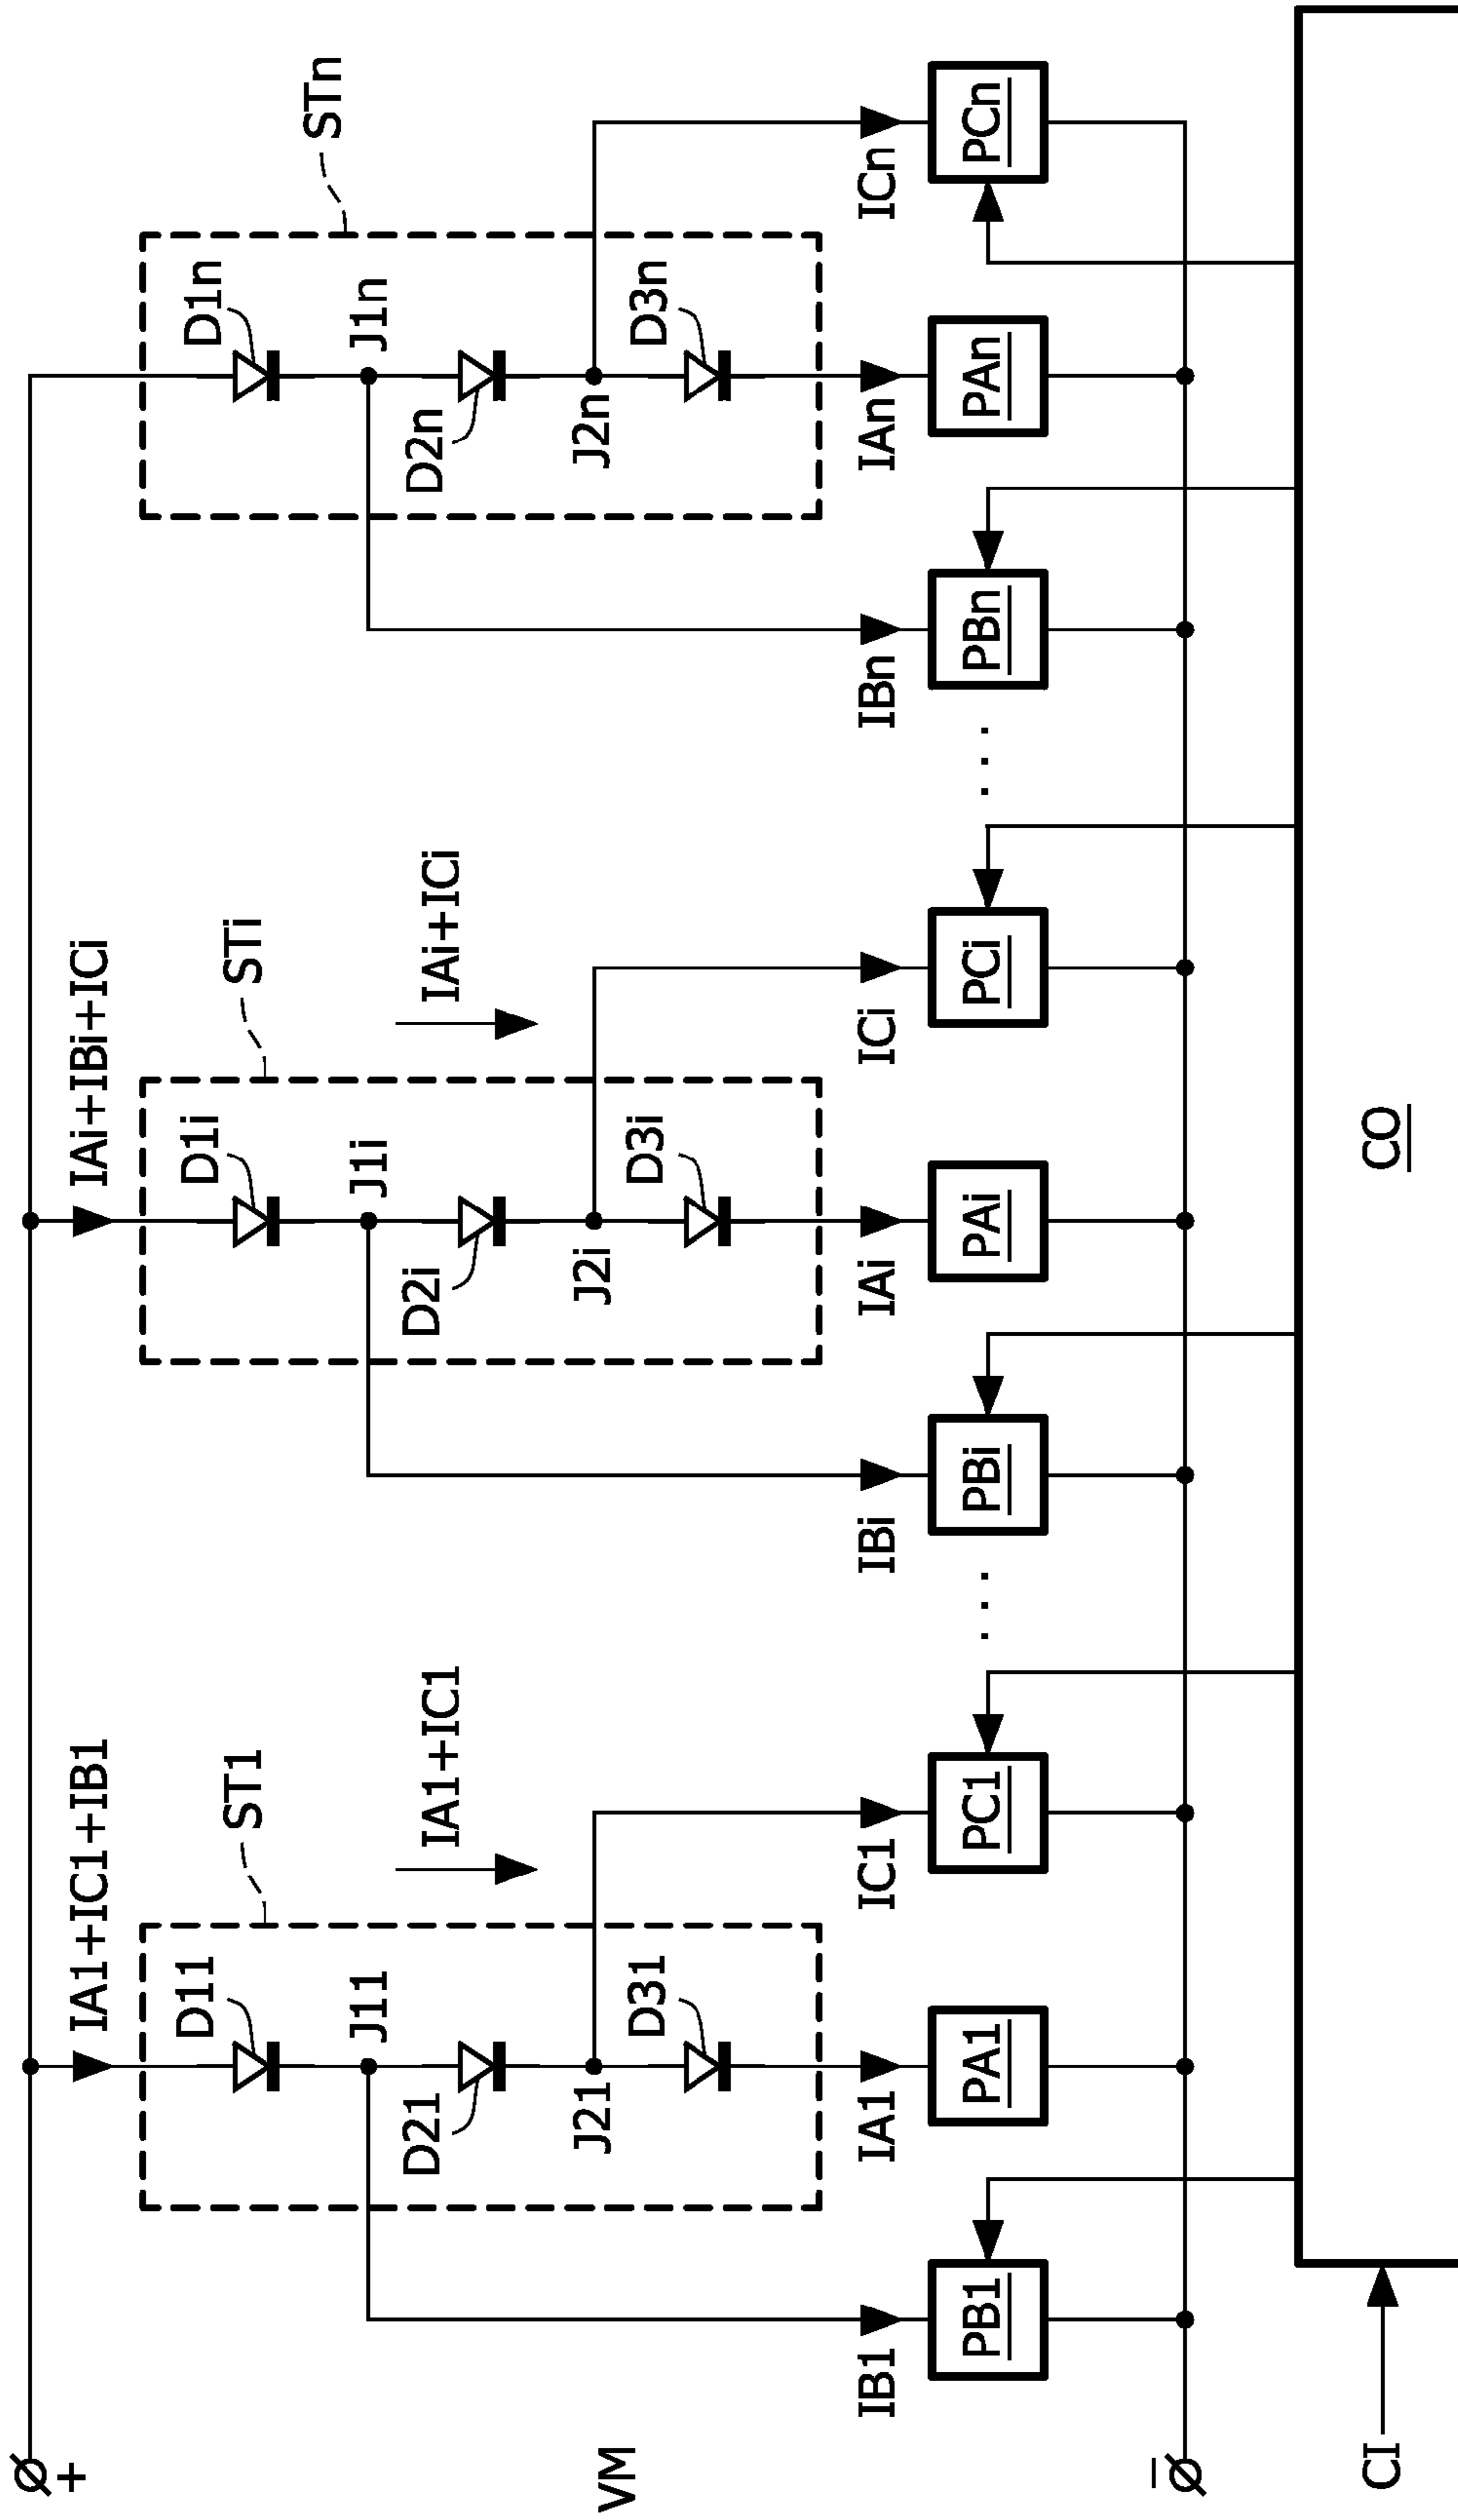 IA1+IC1+IB1
IAi+IBi+ICi
ST1
STi
STn
D11
D1i
D1n
J11
J1i
J1n
IA1+IC1
IAi+ICi
D21
D2i
D2n
J21
J2i
J2n
D31
D3i
D3n
+
VM
IB1
IA1
IC1
IBi
IAi
ICi
IBn
IAn
ICn
PB1
PA1
PC1
. . .
PBi
PAi
PCi
. . .
PBn
PAn
PCn
−
CI
CO